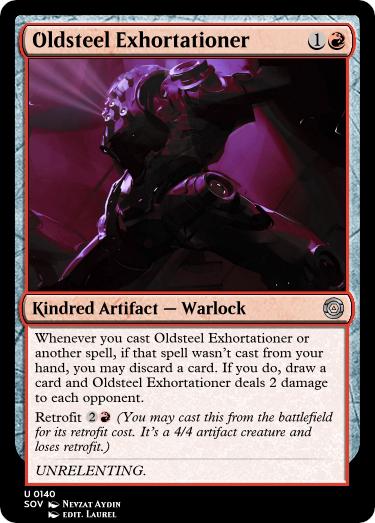 Oldsteel Exhortationer 1
Kindred Artifact — Warlock
Whenever you cast Oldsteel Exhortationer or
another spell, if that spell wasn't cast from your
hand, you may discard a card. If you do, draw a
card and Oldsteel Exhortationer deals 2 damage
to each opponent.
Retrofit 2 (You may cast this from the battlefield
for its retrofit cost. It's a 4/4 artifact creature and
loses retrofit.)
UNRELENTING.
U 0140
SOV NEVZAT AYDIN
edit. LAUREL